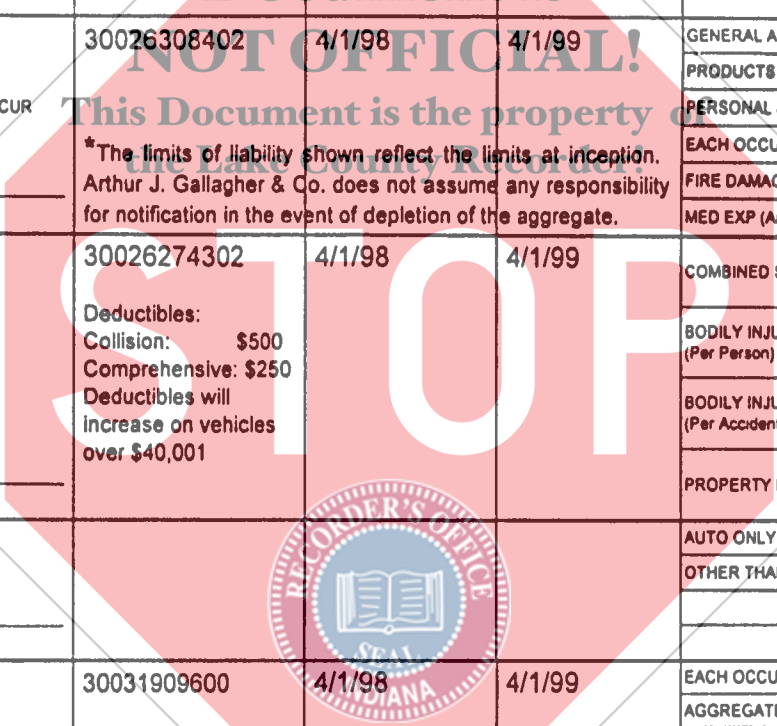 30026308402 4/1/98 4/1/99 GENERAL A
NOT OFFICIAL!
PRODUCTS
CUR This Document is the property of PERSONAL
the Lake County Recorder!
*The limits of liability shown reflect the limits at inception. EACH OCCU
Arthur J. Gallagher & Co. does not assume any responsibility FIRE DAMAG
for notification in the event of depletion of the aggregate. MED EXP (A
STOP
30026274302 4/1/98 4/1/99 COMBINED S
Deductibles:
Collision: $500 BODILY INJU
(Per Person)
Comprehensive: $250
Deductibles will BODILY INJU
increase on vehicles (Per Acciden
over $40,001
PROPERTY
RECORDER'S OFFICE
SEAL
INDIANA
AUTO ONLY
OTHER THA
30031909600 4/1/98 4/1/99 EACH OCCU
AGGREGAT